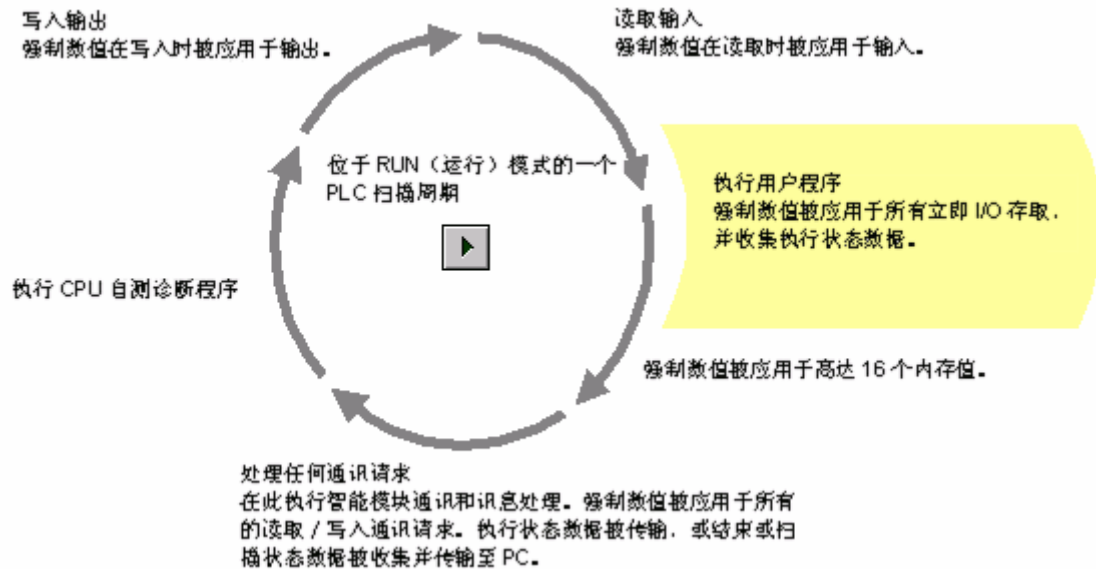 写入输出
强制数值在写入时被应用于输出。
读取输入
强制数值在读取时被应用于输入。
位于 RUN（运行）模式的一个
PLC 扫描周期
执行用户程序
强制数值被应用于所有立即 I/O 存取，
并收集执行状态数据。
执行 CPU 自测诊断程序
强制数值被应用于高达 16 个内存值。
处理任何通讯请求
在此执行智能模块通讯和讯息处理。强制数值被应用于所有
的读取 / 写入通讯请求。执行状态数据被传输，或结束或扫
描状态数据被收集并传输至 PC。